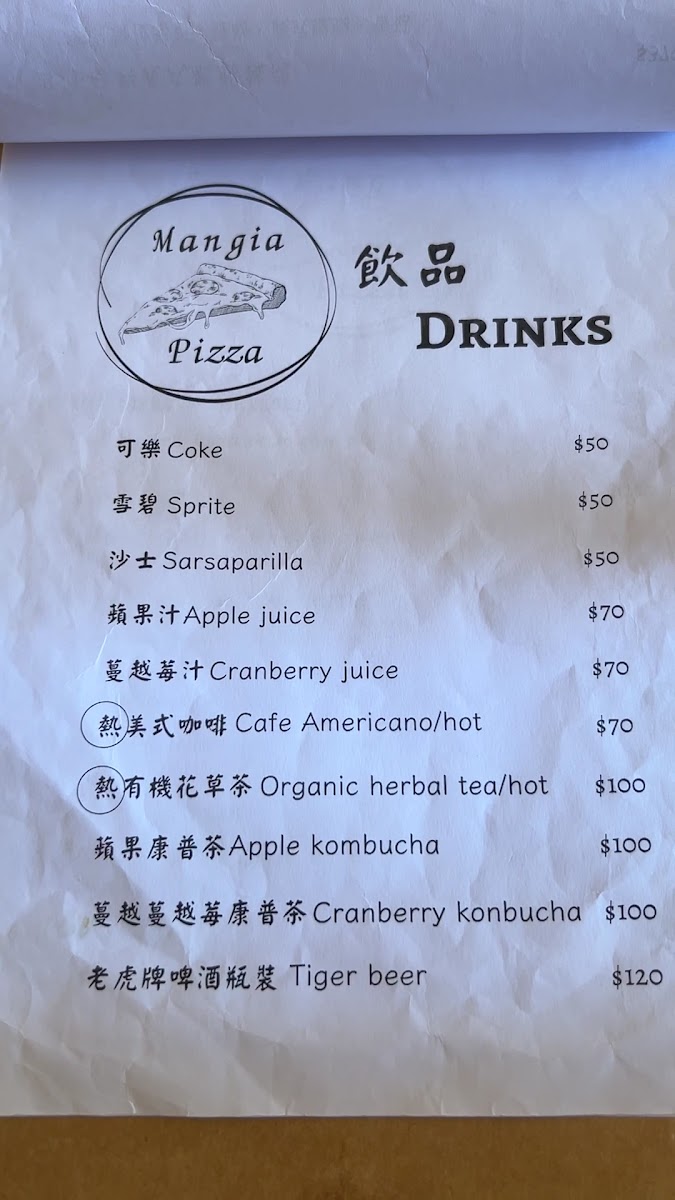 Mangia
Pizza
飲品
DRINKS
可樂 Coke $50
雪碧 Sprite $50
沙士 Sarsaparilla $50
蘋果汁 Apple juice $70
蔓越莓汁 Cranberry juice $70
熱美式咖啡 Cafe Americano/hot $70
熱有機花草茶 Organic herbal tea/hot $100
蘋果康普茶 Apple kombucha $100
蔓越蔓越莓康普茶 Cranberry konbucha $100
老虎牌啤酒瓶裝 Tiger beer $120